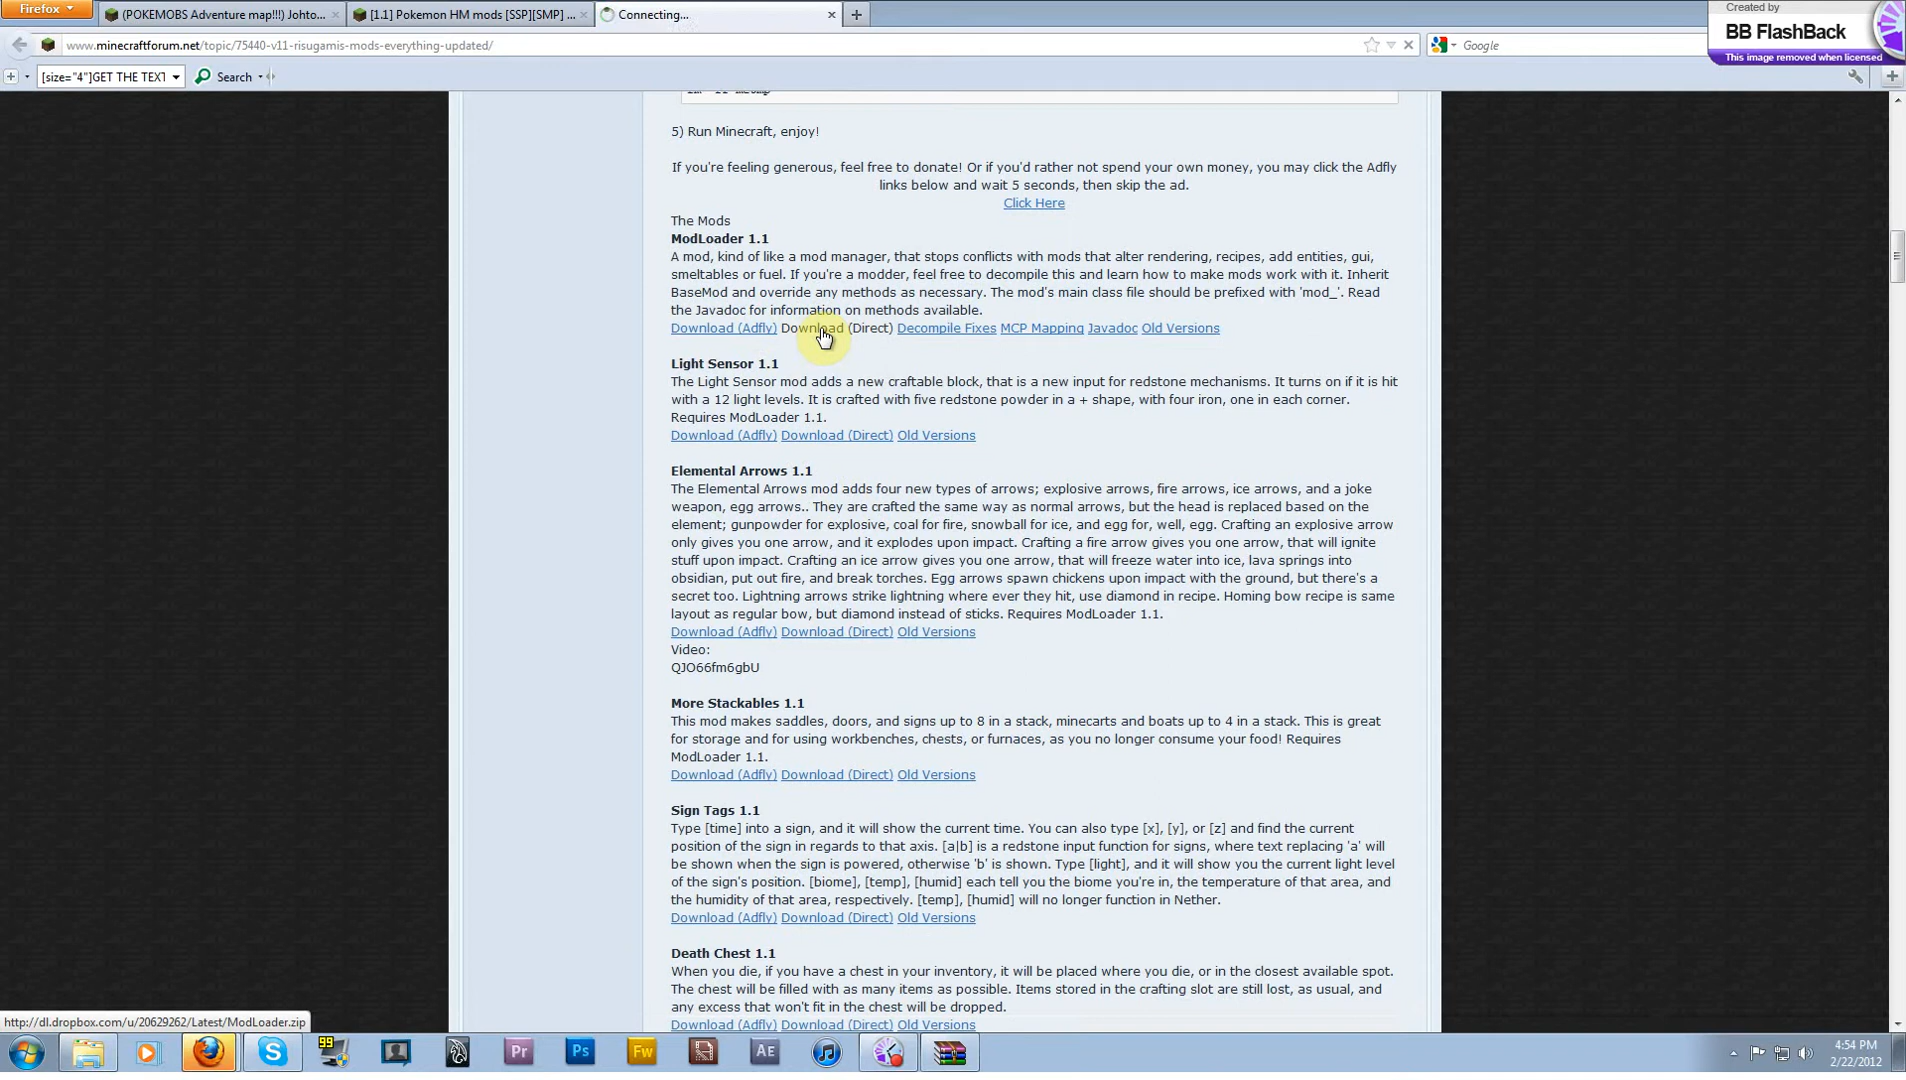 Firefox
(POKEMOBS Adventure map!!!) Johto...
[1.1] Pokemon HM mods [SSP][SMP] ...
Connecting...
Created by
BB FlashBack
This image removed when licensed
www.minecraftforum.net/topic/75440-v11-risugamis-mods-everything-updated/
Google
[size="4"]GET THE TEXT
Search
5) Run Minecraft, enjoy!
If you're feeling generous, feel free to donate! Or if you'd rather not spend your own money, you may click the Adfly
links below and wait 5 seconds, then skip the ad.
Click Here
The Mods
ModLoader 1.1
A mod, kind of like a mod manager, that stops conflicts with mods that alter rendering, recipes, add entities, gui,
smeltables or fuel. If you're a modder, feel free to decompile this and learn how to make mods work with it. Inherit
BaseMod and override any methods as necessary. The mod's main class file should be prefixed with 'mod_'. Read
the Javadoc for information on methods available.
Download (Adfly) Download (Direct) Decompile Fixes MCP Mapping Javadoc Old Versions
Light Sensor 1.1
The Light Sensor mod adds a new craftable block, that is a new input for redstone mechanisms. It turns on if it is hit
with a 12 light levels. It is crafted with five redstone powder in a + shape, with four iron, one in each corner.
Requires ModLoader 1.1.
Download (Adfly) Download (Direct) Old Versions
Elemental Arrows 1.1
The Elemental Arrows mod adds four new types of arrows; explosive arrows, fire arrows, ice arrows, and a joke
weapon, egg arrows.. They are crafted the same way as normal arrows, but the head is replaced based on the
element; gunpowder for explosive, coal for fire, snowball for ice, and egg for, well, egg. Crafting an explosive arrow
only gives you one arrow, and it explodes upon impact. Crafting a fire arrow gives you one arrow, that will ignite
stuff upon impact. Crafting an ice arrow gives you one arrow, that will freeze water into ice, lava springs into
obsidian, put out fire, and break torches. Egg arrows spawn chickens upon impact with the ground, but there's a
secret too. Lightning arrows strike lightning where ever they hit, use diamond in recipe. Homing bow recipe is same
layout as regular bow, but diamond instead of sticks. Requires ModLoader 1.1.
Download (Adfly) Download (Direct) Old Versions
Video:
QJO66fm6gbU
More Stackables 1.1
This mod makes saddles, doors, and signs up to 8 in a stack, minecarts and boats up to 4 in a stack. This is great
for storage and for using workbenches, chests, or furnaces, as you no longer consume your food! Requires
ModLoader 1.1.
Download (Adfly) Download (Direct) Old Versions
Sign Tags 1.1
Type [time] into a sign, and it will show the current time. You can also type [x], [y], or [z] and find the current
position of the sign in regards to that axis. [a|b] is a redstone input function for signs, where text replacing 'a' will
be shown when the sign is powered, otherwise 'b' is shown. Type [light], and it will show you the current light level
of the sign's position. [biome], [temp], [humid] each tell you the biome you're in, the temperature of that area, and
the humidity of that area, respectively. [temp], [humid] will no longer function in Nether.
Download (Adfly) Download (Direct) Old Versions
Death Chest 1.1
When you die, if you have a chest in your inventory, it will be placed where you die, or in the closest available spot.
The chest will be filled with as many items as possible. Items stored in the crafting slot are still lost, as usual, and
any excess that won't fit in the chest will be dropped.
Download (Adfly) Download (Direct) Old Versions
http://dl.dropbox.com/u/20629262/Latest/ModLoader.zip
99
Pr
Ps
Fw
Ae
4:54 PM
2/22/2012